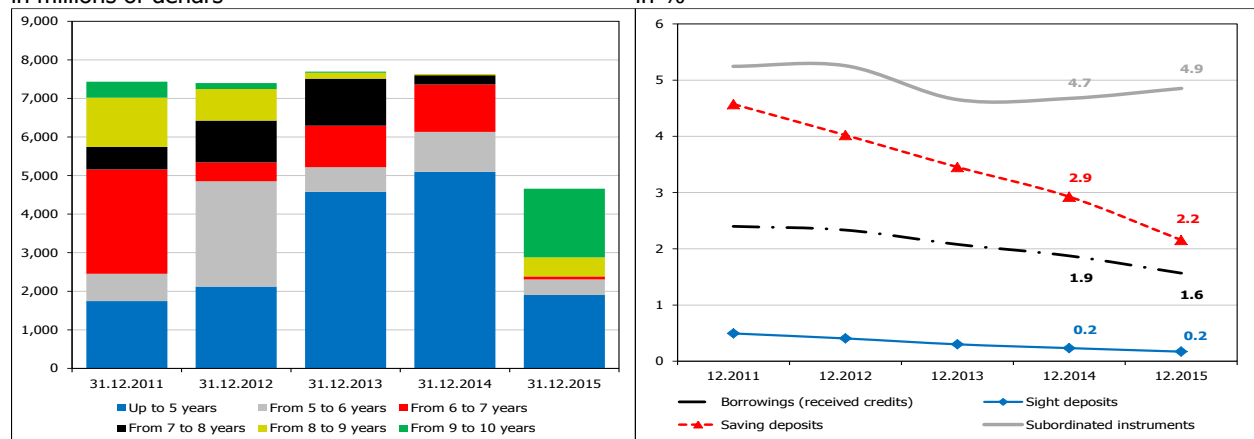 in millions of denars
9,000
8,000
7,000
6,000
5,000
4,000
3,000
2,000
1,000
0
31.12.2011 31.12.2012 31.12.2013 31.12.2014 31.12.2015
Up to 5 years From 5 to 6 years From 6 to 7 years
From 7 to 8 years From 8 to 9 years From 9 to 10 years
in %
6
5
4
3
2
1
0
4.7 4.9
2.9 2.2
1.9 1.6
0.2 0.2
12.2011 12.2012 12.2013 12.2014 12.2015
Borrowings (received credits) Sight deposits
Saving deposits Subordinated instruments